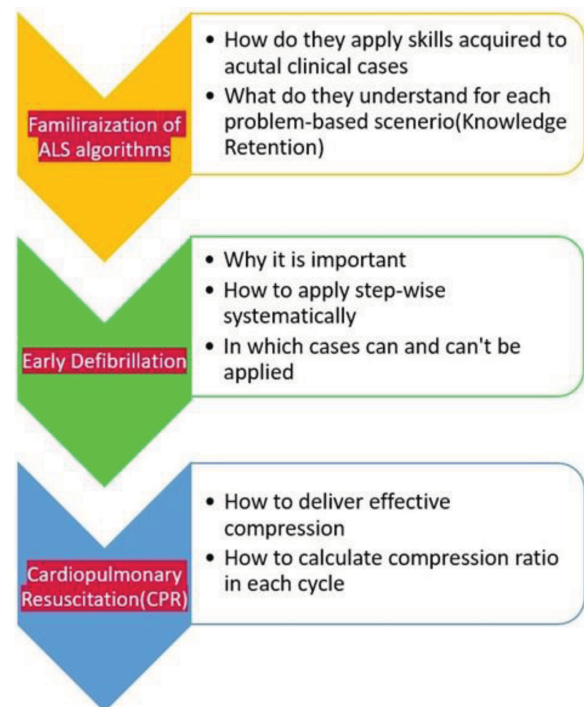 Familiraization of
ALS algorithms
• How do they apply skills acquired to
acutal clinical cases
• What do they understand for each
problem-based scenerio(Knowledge
Retention)
Early Defibrillation
• Why it is important
• How to apply step-wise
systematically
• In which cases can and can't be
applied
Cardiopulmonary
Resuscitation(CPR)
• How to deliver effective
compression
• How to calculate compression ratio
in each cycle